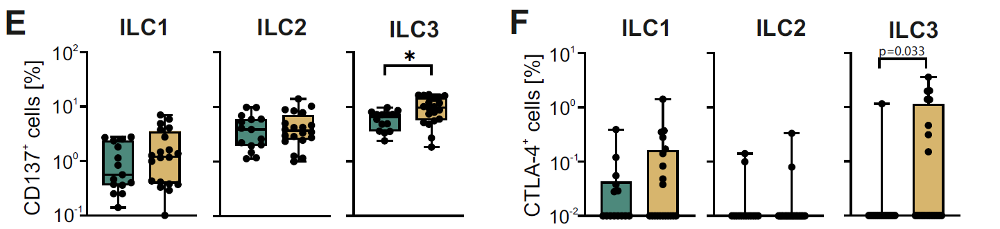 E
ILC1 ILC2 ILC3
CD137⁺ cells [%]
10²
10¹
10⁰
10⁻¹
*
F
ILC1 ILC2 ILC3
CTLA-4⁺ cells [%]
10¹
10⁰
10⁻¹
10⁻²
p=0.033